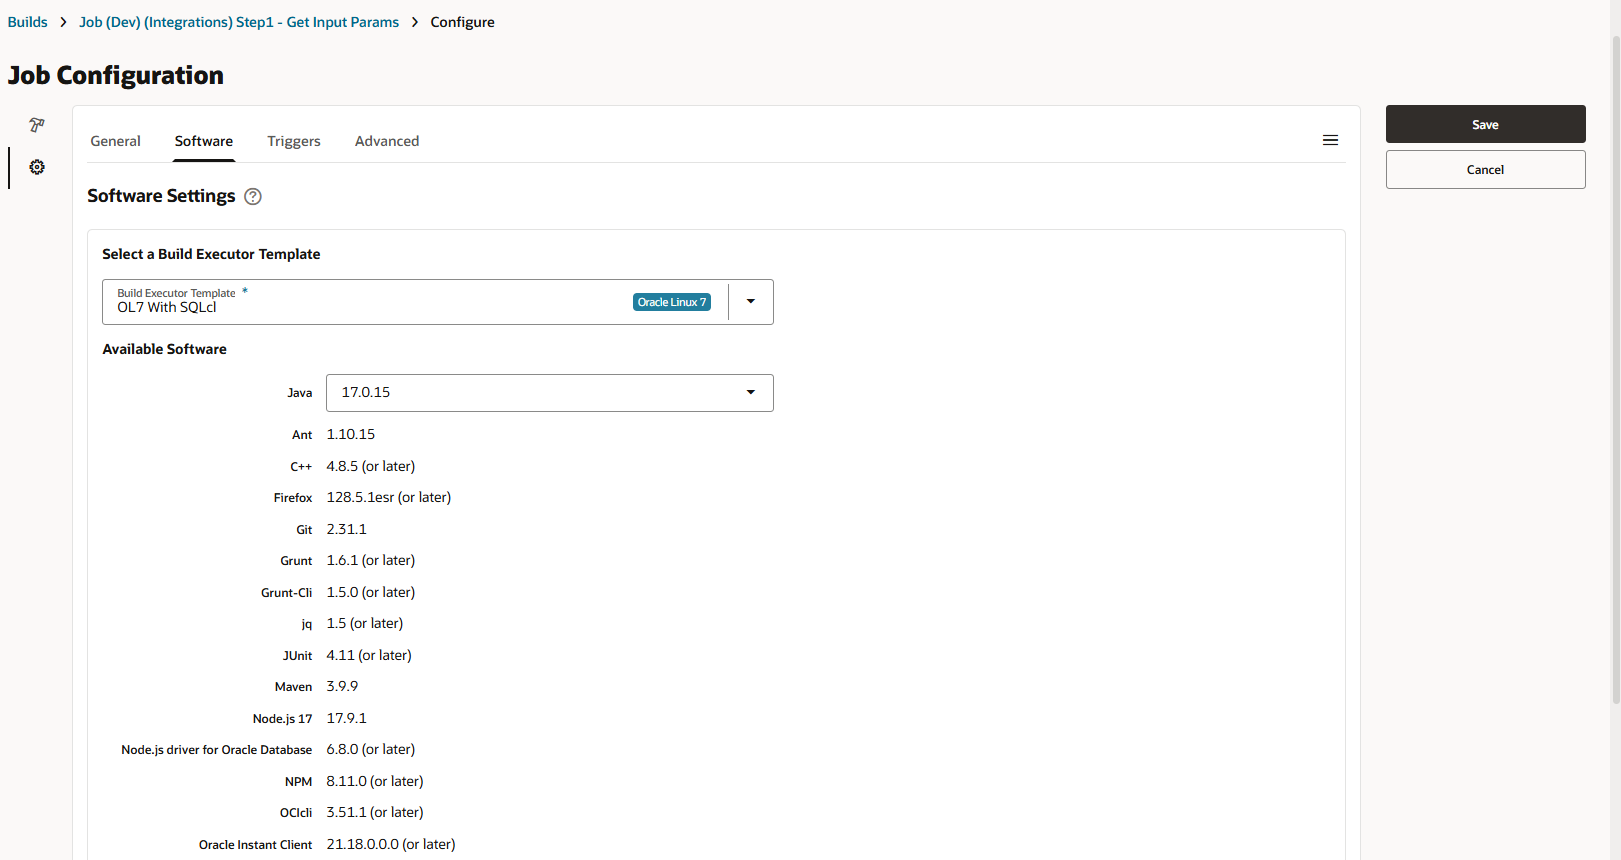 Builds > Job (Dev) (Integrations) Step1 - Get Input Params > Configure
Job Configuration
General Software Triggers Advanced
Save
Cancel
Software Settings
Select a Build Executor Template
Build Executor Template *
OL7 With SQLcl
Oracle Linux 7
Available Software
Java 17.0.15
Ant 1.10.15
C++ 4.8.5 (or later)
Firefox 128.5.1esr (or later)
Git 2.31.1
Grunt 1.6.1 (or later)
Grunt-Cli 1.5.0 (or later)
jq 1.5 (or later)
JUnit 4.11 (or later)
Maven 3.9.9
Node.js 17 17.9.1
Node.js driver for Oracle Database 6.8.0 (or later)
NPM 8.11.0 (or later)
OCIcli 3.51.1 (or later)
Oracle Instant Client 21.18.0.0.0 (or later)